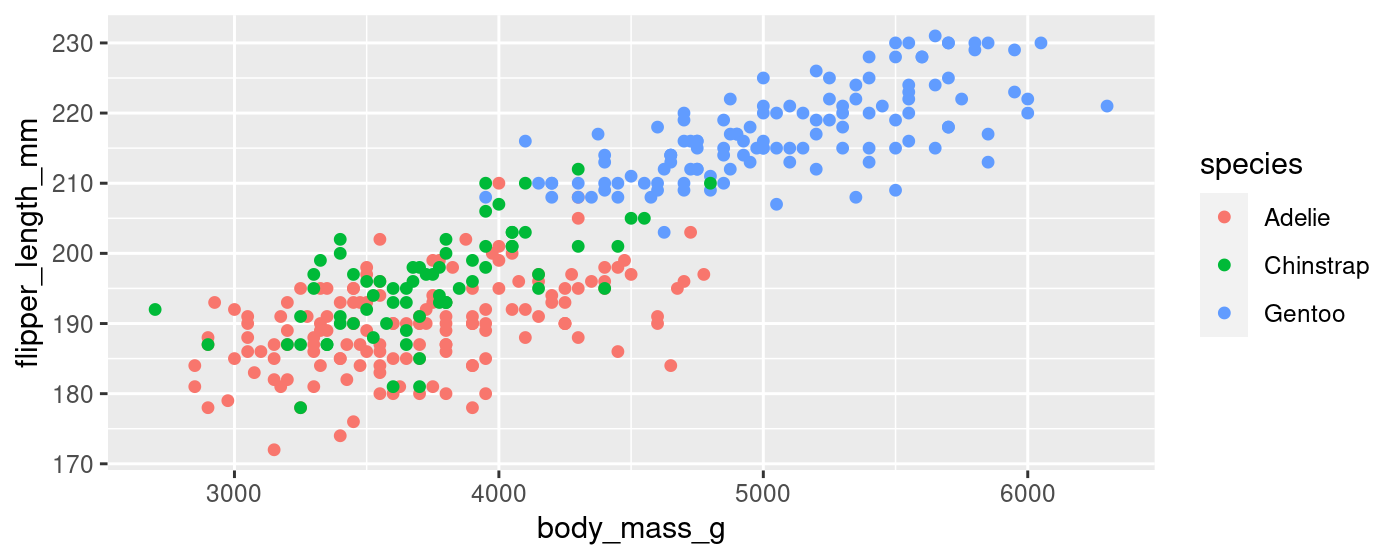 230
220
210
200
190
180
170
flipper_length_mm
3000 4000 5000 6000
body_mass_g
species
Adelie
Chinstrap
Gentoo